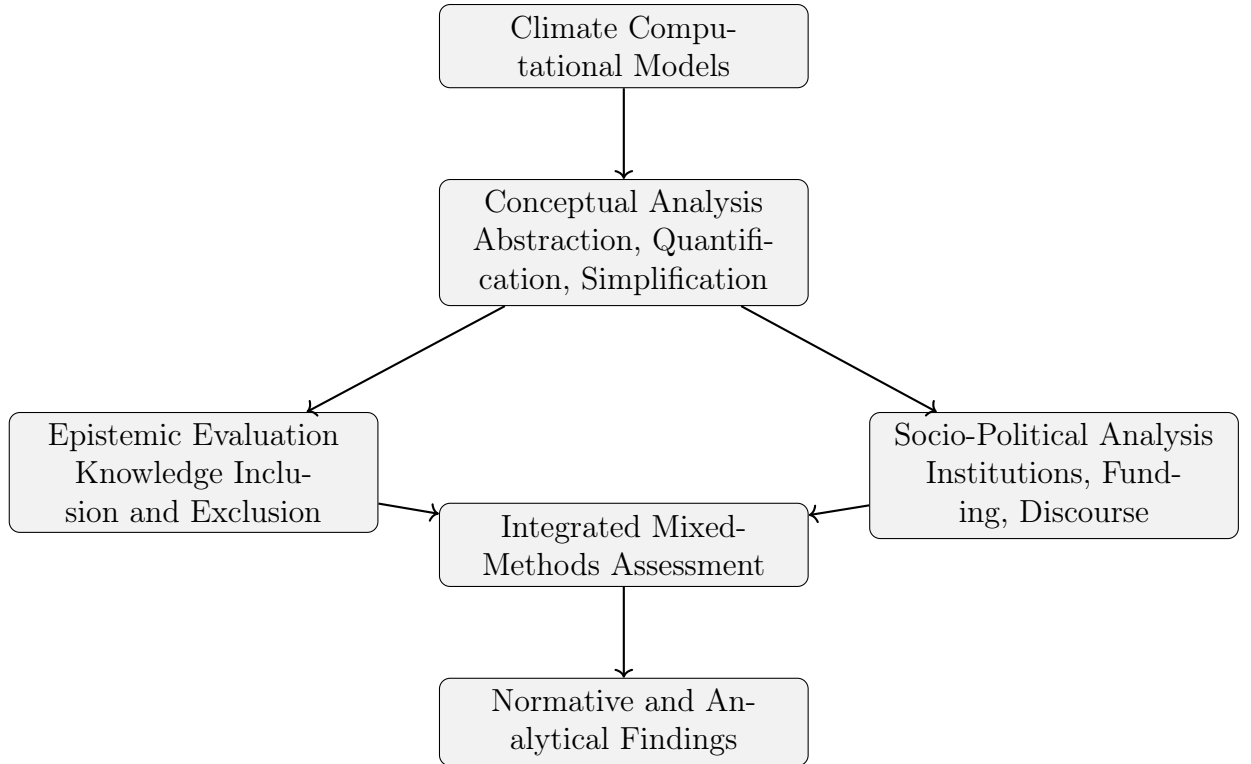 Climate Compu-
tational Models
Conceptual Analysis
Abstraction, Quantifi-
cation, Simplification
Epistemic Evaluation
Knowledge Inclu-
sion and Exclusion
Socio-Political Analysis
Institutions, Fund-
ing, Discourse
Integrated Mixed-
Methods Assessment
Normative and An-
alytical Findings